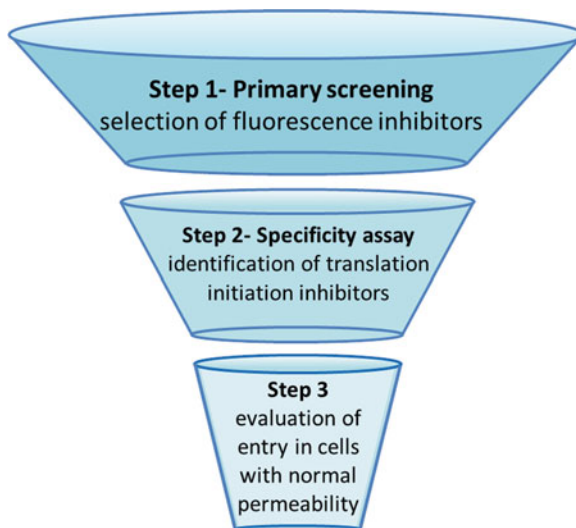 Step 1- Primary screening
selection of fluorescence inhibitors
Step 2- Specificity assay
identification of translation
initiation inhibitors
Step 3
evaluation of
entry in cells
with normal
permeability